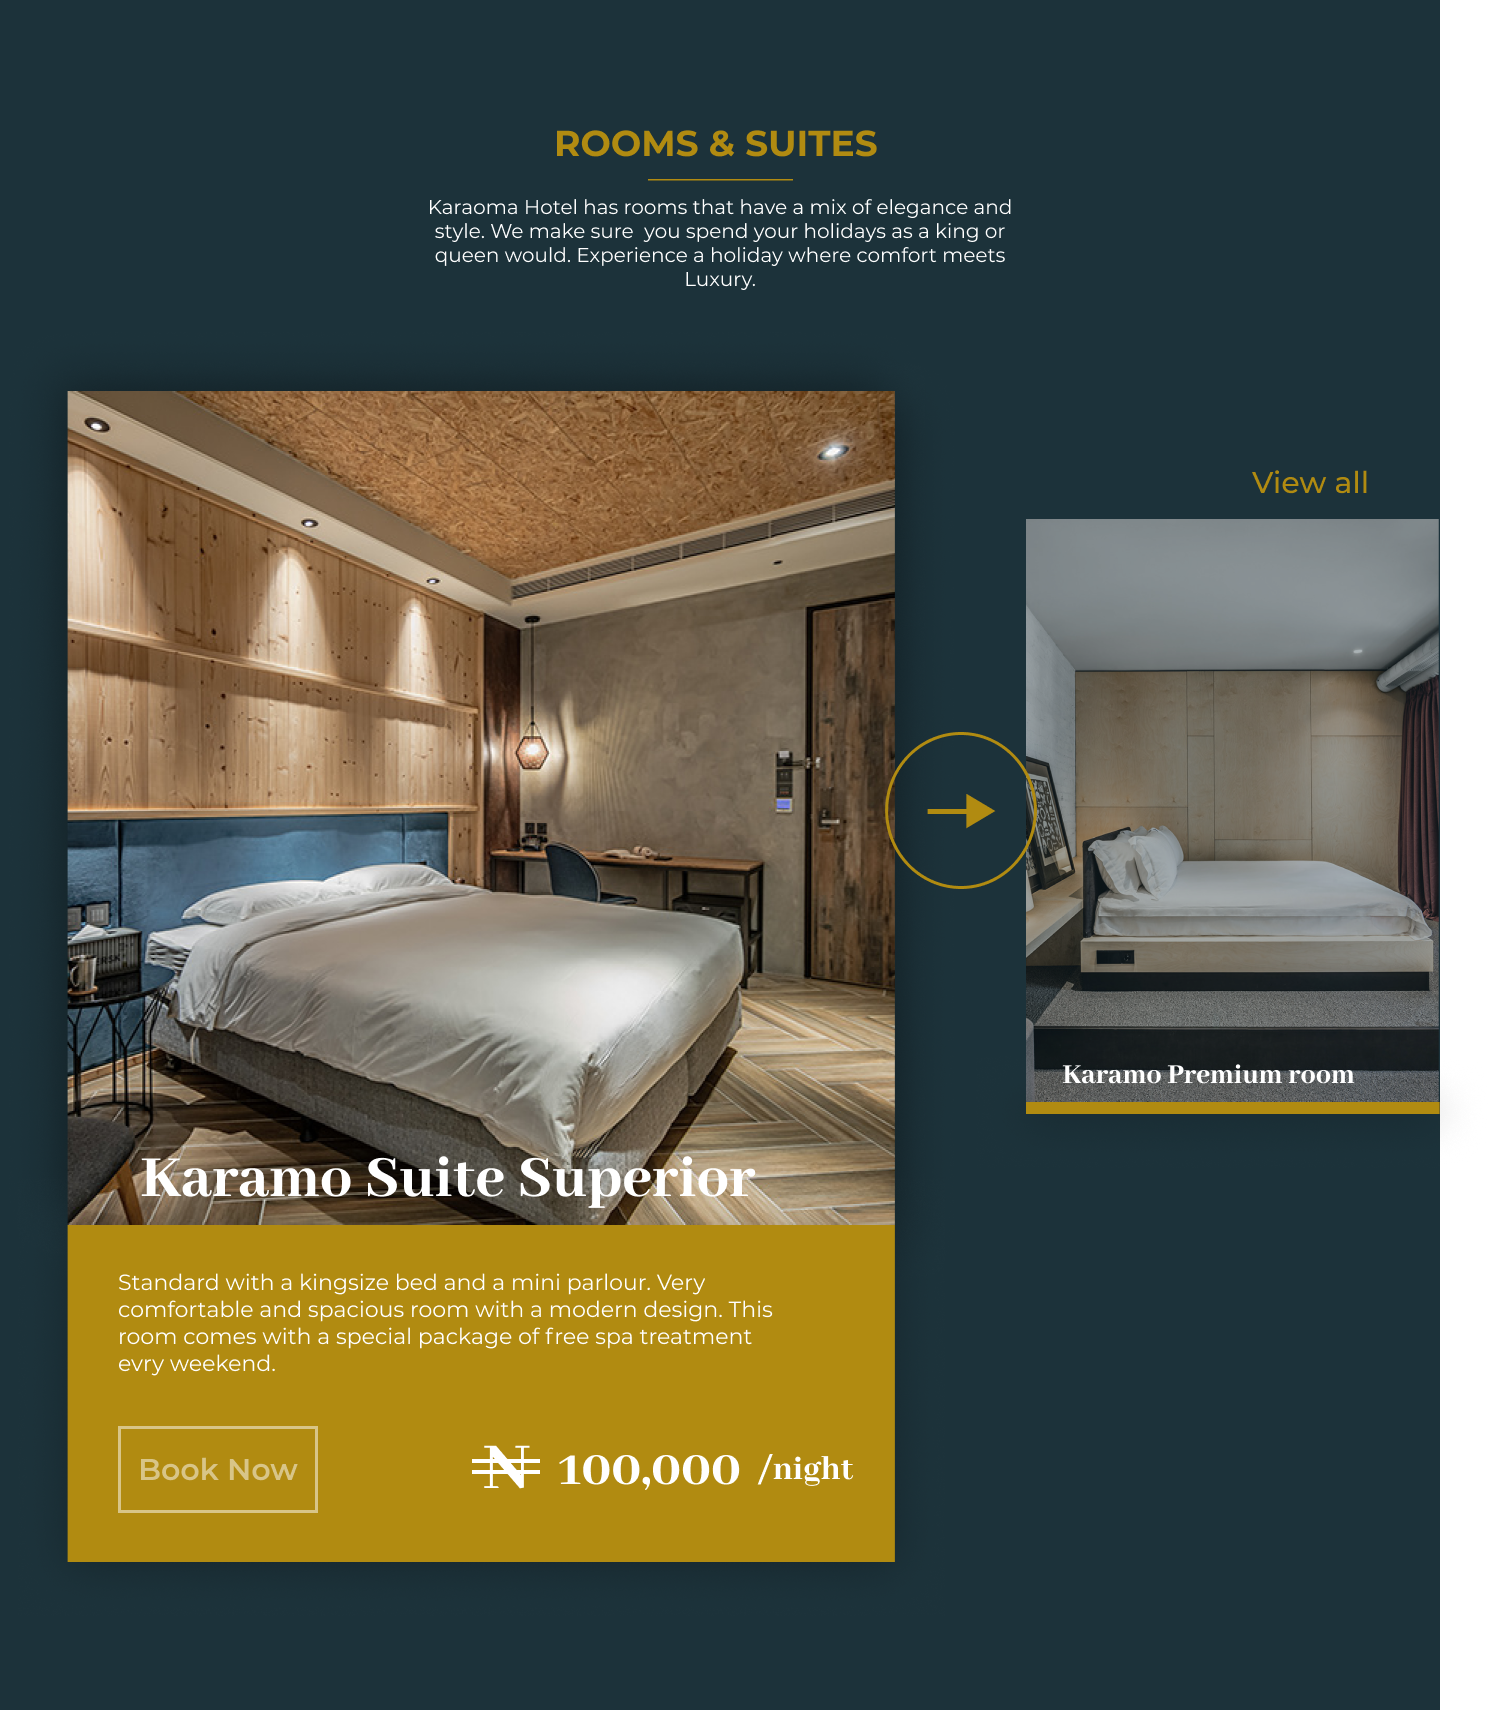 ROOMS & SUITES
Karaoma Hotel has rooms that have a mix of elegance and
style. We make sure  you spend your holidays as a king or
queen would. Experience a holiday where comfort meets
Luxury.
View all
Karamo Premium room
Karamo Suite Superior
Standard with a kingsize bed and a mini parlour. Very
comfortable and spacious room with a modern design. This
room comes with a special package of free spa treatment
evry weekend.
Book Now
₦ 100,000 /night